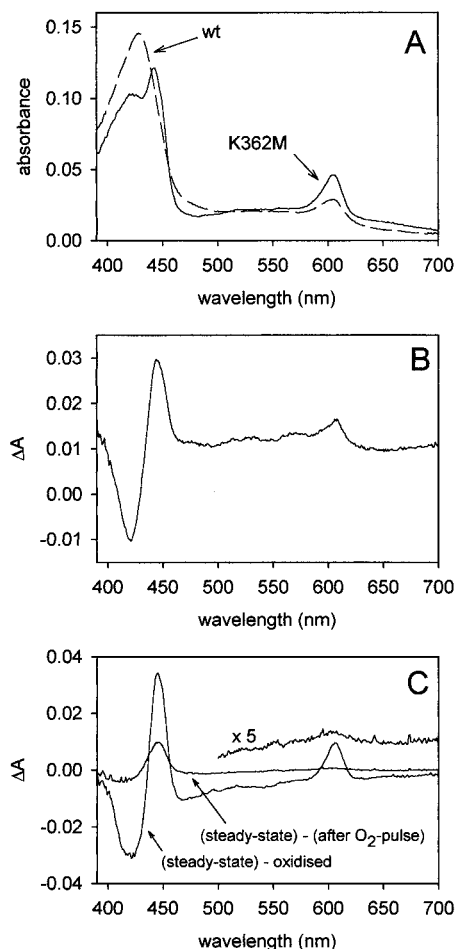 A
0.15
0.10
0.05
0.00
absorbance
wt
K362M
400 450 500 550 600 650 700
wavelength (nm)
B
0.03
0.02
0.01
0.00
-0.01
ΔA
400 450 500 550 600 650 700
wavelength (nm)
C
0.04
0.02
0.00
-0.02
-0.04
ΔA
x 5
(steady-state) - (after O₂-pulse)
(steady-state) - oxidised
400 450 500 550 600 650 700
wavelength (nm)